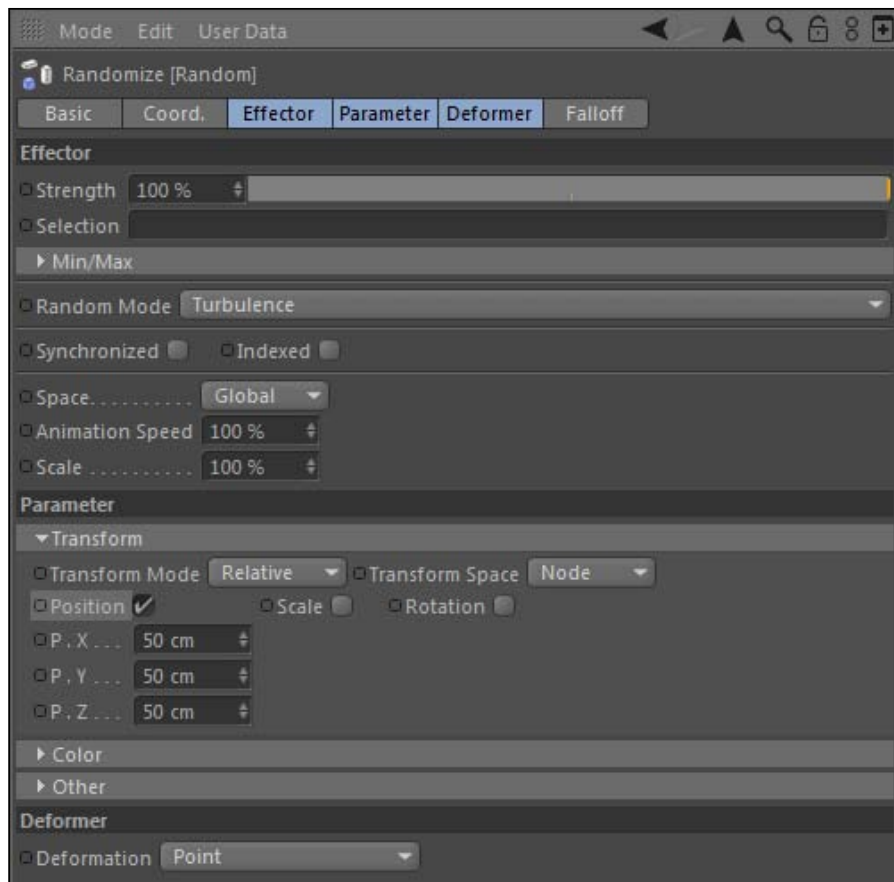 Mode Edit User Data
Randomize [Random]
Basic Coord. Effector Parameter Deformer Falloff
Effector
Strength 100 %
Selection
Min/Max
Random Mode Turbulence
Synchronized Indexed
Space. . . . . . . . . . Global
Animation Speed 100 %
Scale . . . . . . . . . . 100 %
Parameter
Transform
Transform Mode Relative Transform Space Node
Position Scale Rotation
P . X . . . 50 cm
P . Y . . . 50 cm
P . Z . . . 50 cm
Color
Other
Deformer
Deformation Point